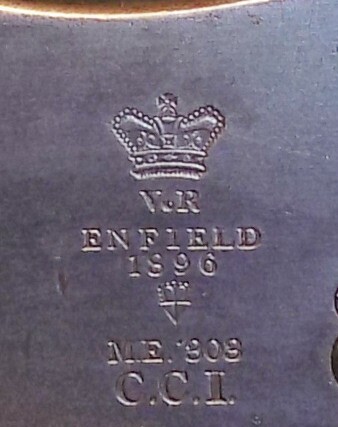 V.R
ENFIELD
1896
M.E. 303
C.C.I.